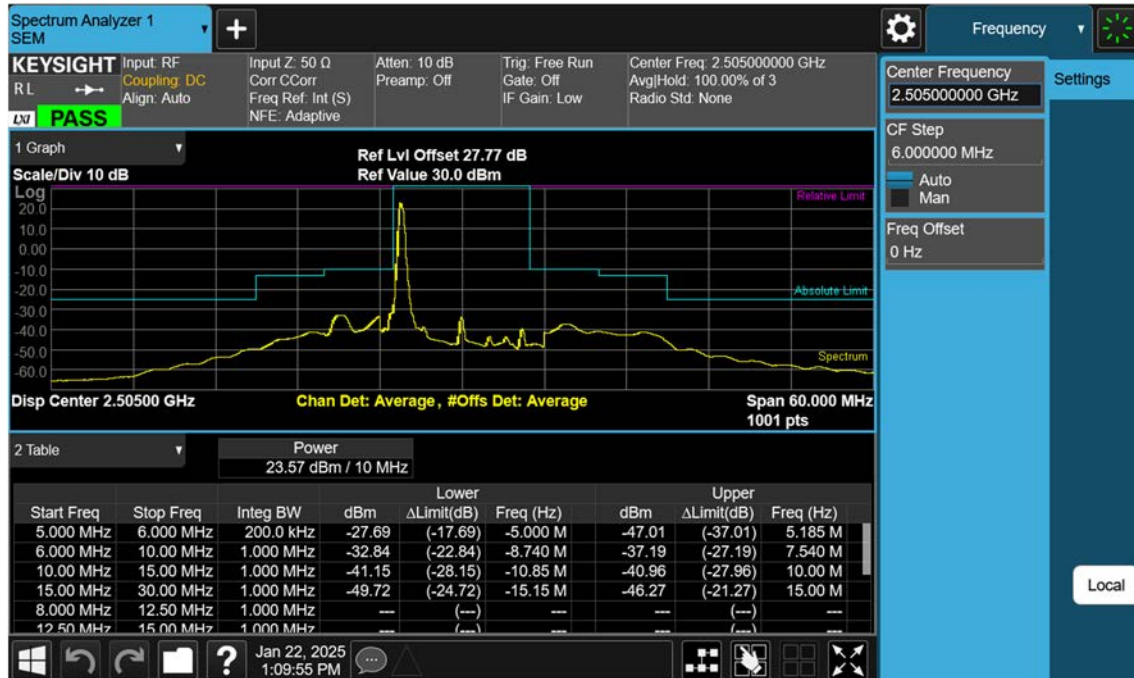 Spectrum Analyzer 1
SEM
Frequency
KEYSIGHT
RL
LXI PASS
Input: RF
Coupling: DC
Align: Auto
Input Z: 50 Ω
Corr CCorr
Freq Ref: Int (S)
NFE: Adaptive
Atten: 10 dB
Preamp: Off
Trig: Free Run
Gate: Off
IF Gain: Low
Center Freq: 2.505000000 GHz
Avg|Hold: 100.00% of 3
Radio Std: None
Center Frequency
2.505000000 GHz
Settings
CF Step
6.000000 MHz
Auto
Man
Freq Offset
0 Hz
Local
1 Graph
Scale/Div 10 dB
Ref Lvl Offset 27.77 dB
Ref Value 30.0 dBm
Log
20.0
10.0
0.00
-10.0
-20.0
-30.0
-40.0
-50.0
-60.0
Relative Limit
Absolute Limit
Spectrum
Disp Center 2.50500 GHz
Chan Det: Average, #Offs Det: Average
Span 60.000 MHz
1001 pts
2 Table
Power
23.57 dBm / 10 MHz
Lower Upper
Start Freq Stop Freq Integ BW dBm ΔLimit(dB) Freq (Hz) dBm ΔLimit(dB) Freq (Hz)
5.000 MHz 6.000 MHz 200.0 kHz -27.69 (-17.69) -5.000 M -47.01 (-37.01) 5.185 M
6.000 MHz 10.00 MHz 1.000 MHz -32.84 (-22.84) -8.740 M -37.19 (-27.19) 7.540 M
10.00 MHz 15.00 MHz 1.000 MHz -41.15 (-28.15) -10.85 M -40.96 (-27.96) 10.00 M
15.00 MHz 30.00 MHz 1.000 MHz -49.72 (-24.72) -15.15 M -46.27 (-21.27) 15.00 M
8.000 MHz 12.50 MHz 1.000 MHz --- (---) --- --- (---) ---
12.50 MHz 15.00 MHz 1.000 MHz --- (---) --- --- (---) ---
Jan 22, 2025
1:09:55 PM